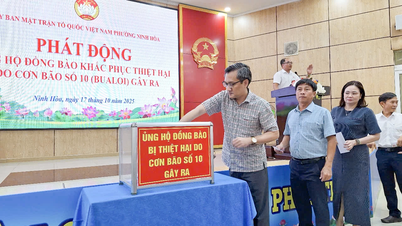 ỦY BAN MẶT TRẬN TỔ QUỐC VIỆT NAM PHƯỜNG NINH HÒA
PHÁT ĐỘNG
NG HỘ ĐỒNG BÀO KHẮC PHỤC THIỆT HẠI
DO CƠN BÃO SỐ 10 (BUALOI) GÂY RA
Ninh Hòa, ngày 17 tháng 10 năm 2025
ỦNG HỘ ĐỒNG BÀO
BỊ THIỆT HẠI DO
CƠN BÃO SỐ 10
GÂY RA